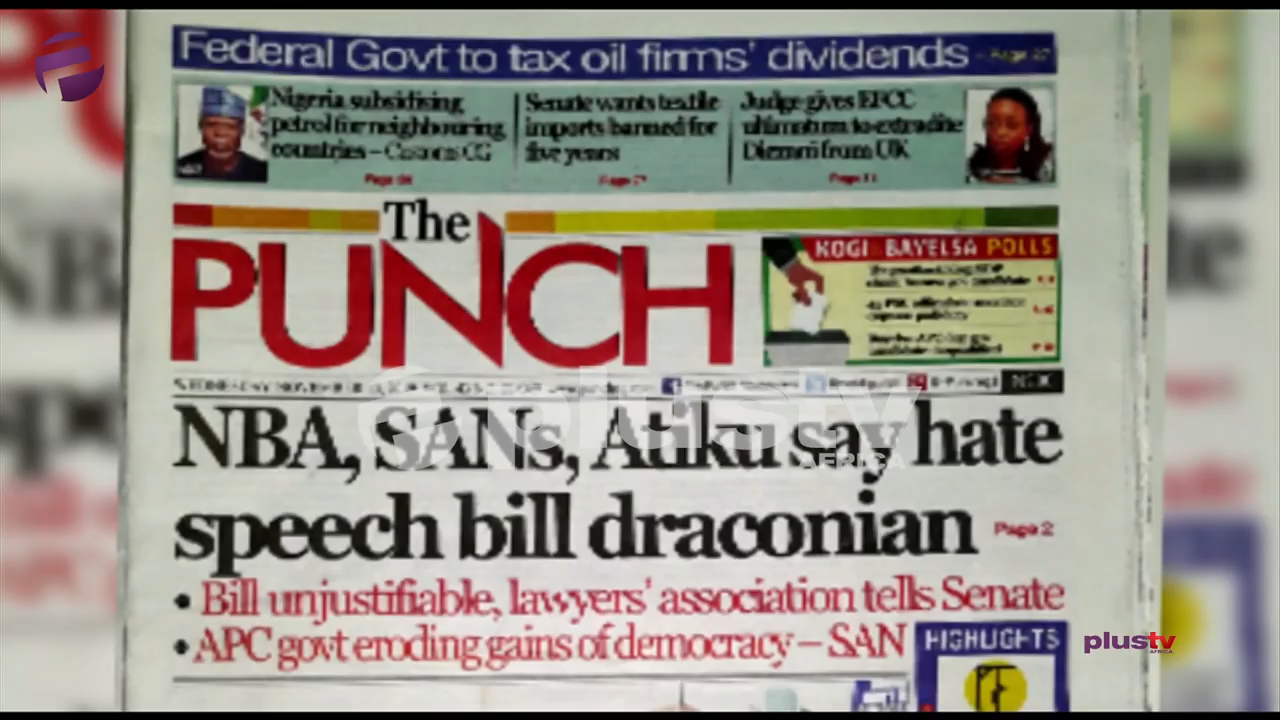 Federal Govt to tax oil firms' dividends
Nigeria subsidising
petrol for neighbouring
countries – Customs CG
Senate wants textile
imports banned for
five years
Judge gives EFCC
ultimatum to extradite
Diezani from UK
The
PUNCH
KOGI BAYELSA POLLS
plustv
AFRICA
NBA, SANs, Atiku say hate
speech bill draconian Page 2
• Bill unjustifiable, lawyers' association tells Senate
• APC govt eroding gains of democracy – SAN
HIGHLIGHTS
plustv
AFRICA